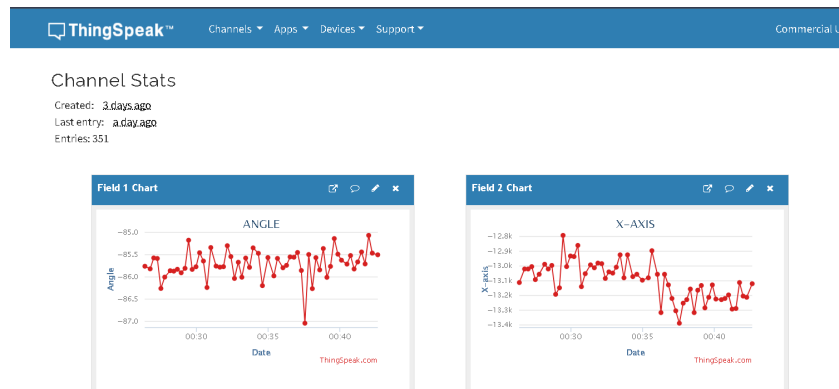 ThingSpeak™ Channels Apps Devices Support Commercial U
Channel Stats
Created: 3 days ago
Last entry: a day ago
Entries: 351
Field 1 Chart
ANGLE
Angle
−85.0
−85.5
−86.0
−86.5
−87.0
00:30 00:35 00:40
Date
ThingSpeak.com
Field 2 Chart
X-AXIS
X-axis
−12.8k
−12.9k
−13.0k
−13.1k
−13.2k
−13.3k
−13.4k
00:30 00:35 00:40
Date
ThingSpeak.com